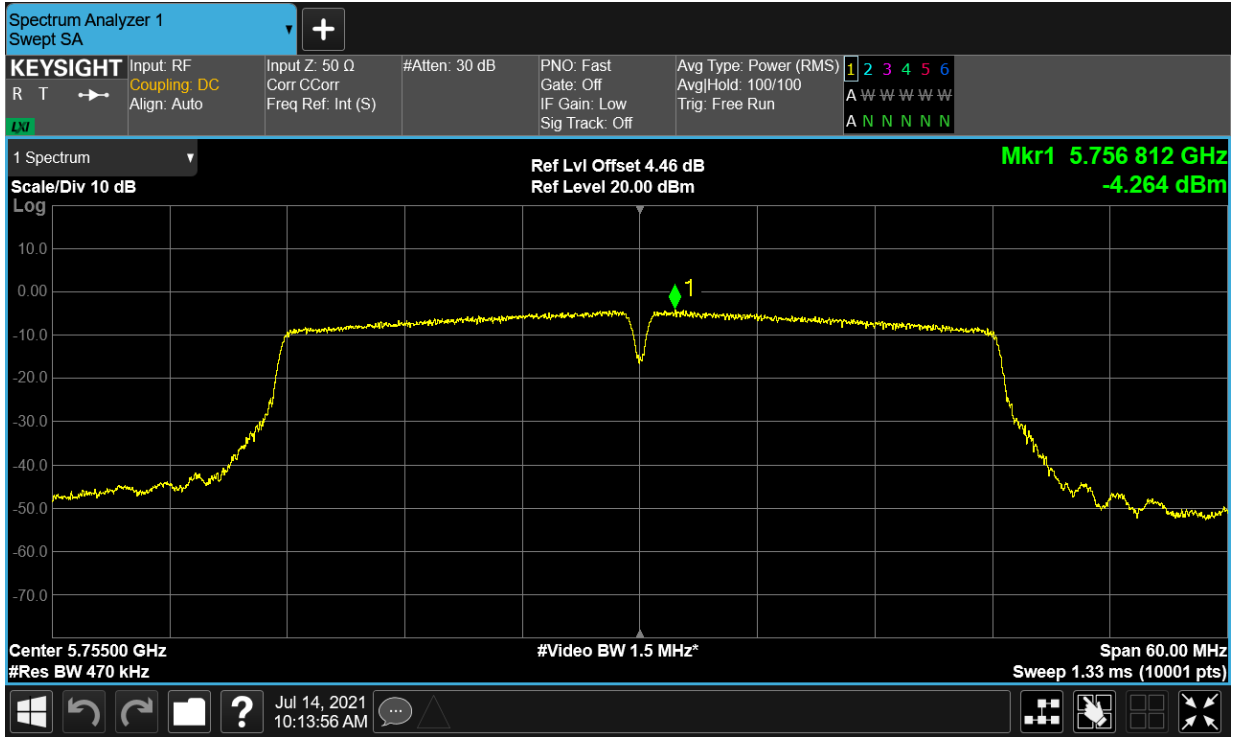 Spectrum Analyzer 1
Swept SA
KEYSIGHT
R T
LXI
Input: RF
Coupling: DC
Align: Auto
Input Z: 50 Ω
Corr CCorr
Freq Ref: Int (S)
#Atten: 30 dB
PNO: Fast
Gate: Off
IF Gain: Low
Sig Track: Off
Avg Type: Power (RMS)
Avg|Hold: 100/100
Trig: Free Run
1 2 3 4 5 6
A W W W W W
A N N N N N
1 Spectrum
Scale/Div 10 dB
Log
Ref Lvl Offset 4.46 dB
Ref Level 20.00 dBm
Mkr1 5.756 812 GHz
-4.264 dBm
1
10.0
0.00
-10.0
-20.0
-30.0
-40.0
-50.0
-60.0
-70.0
Center 5.75500 GHz
#Res BW 470 kHz
#Video BW 1.5 MHz*
Span 60.00 MHz
Sweep 1.33 ms (10001 pts)
?
Jul 14, 2021
10:13:56 AM